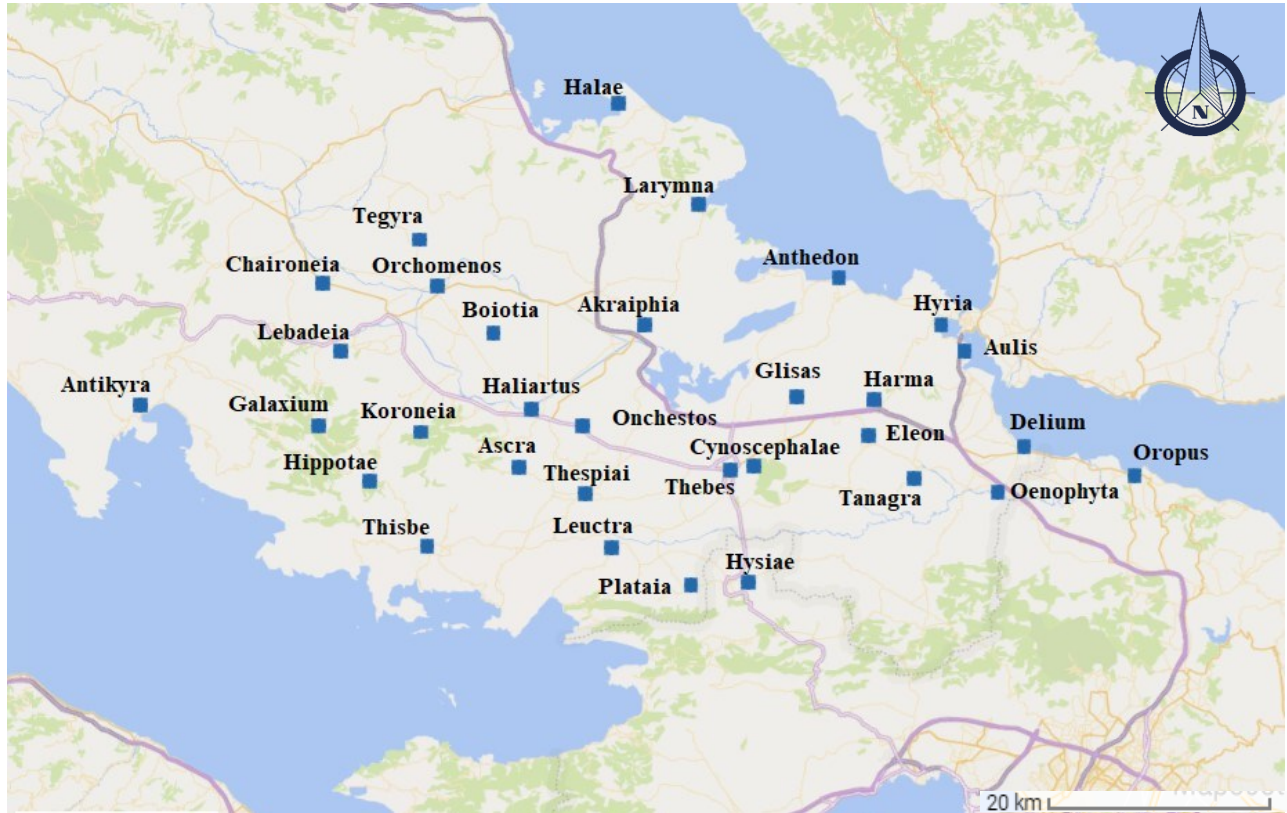 Halae
N
Larymna
Tegyra
Chaironeia
Orchomenos
Anthedon
Boiotia
Akraiphia
Hyria
Lebadeia
Aulis
Antikyra
Galaxium
Koroneia
Haliartus
Onchestos
Glisas
Harma
Eleon
Delium
Hippotae
Ascra
Thespiai
Cynoscephalae
Thebes
Tanagra
Oenophyta
Oropus
Thisbe
Leuctra
Plataia
Hysiae
20 km